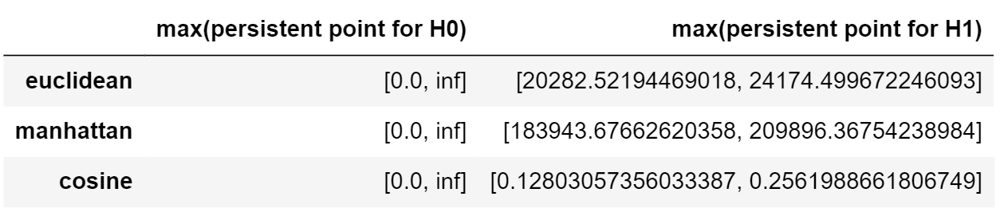 max(persistent point for H0) max(persistent point for H1)
euclidean [0.0, inf] [20282.52194469018, 24174.499672246093]
manhattan [0.0, inf] [183943.67662620358, 209896.36754238984]
cosine [0.0, inf] [0.12803057356033387, 0.2561988661806749]